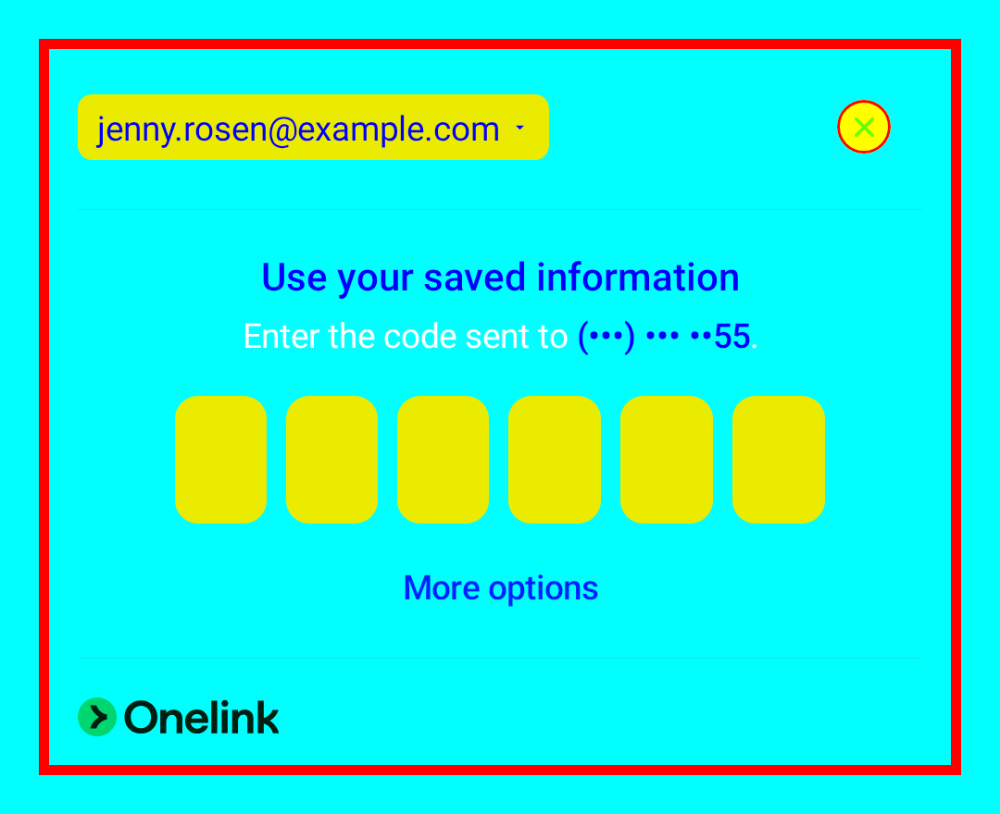 jenny.rosen@example.com
Use your saved information
Enter the code sent to (•••) ••• ••55.
More options
Onelink